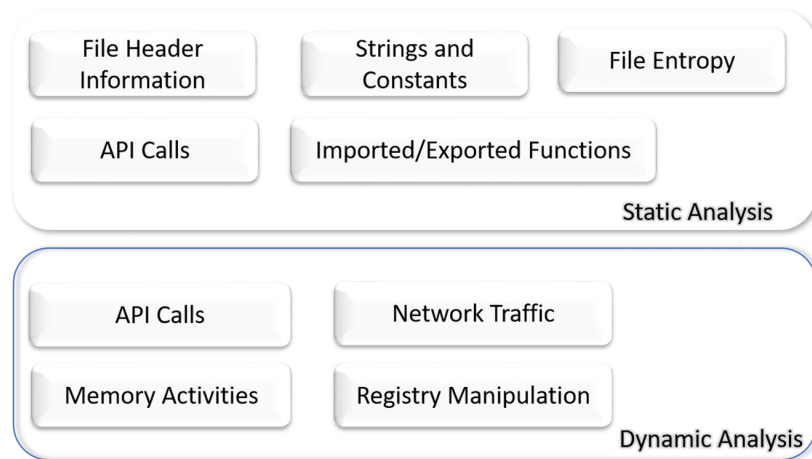 File Header
Information
Strings and
Constants
File Entropy
API Calls
Imported/Exported Functions
Static Analysis
API Calls
Network Traffic
Memory Activities
Registry Manipulation
Dynamic Analysis